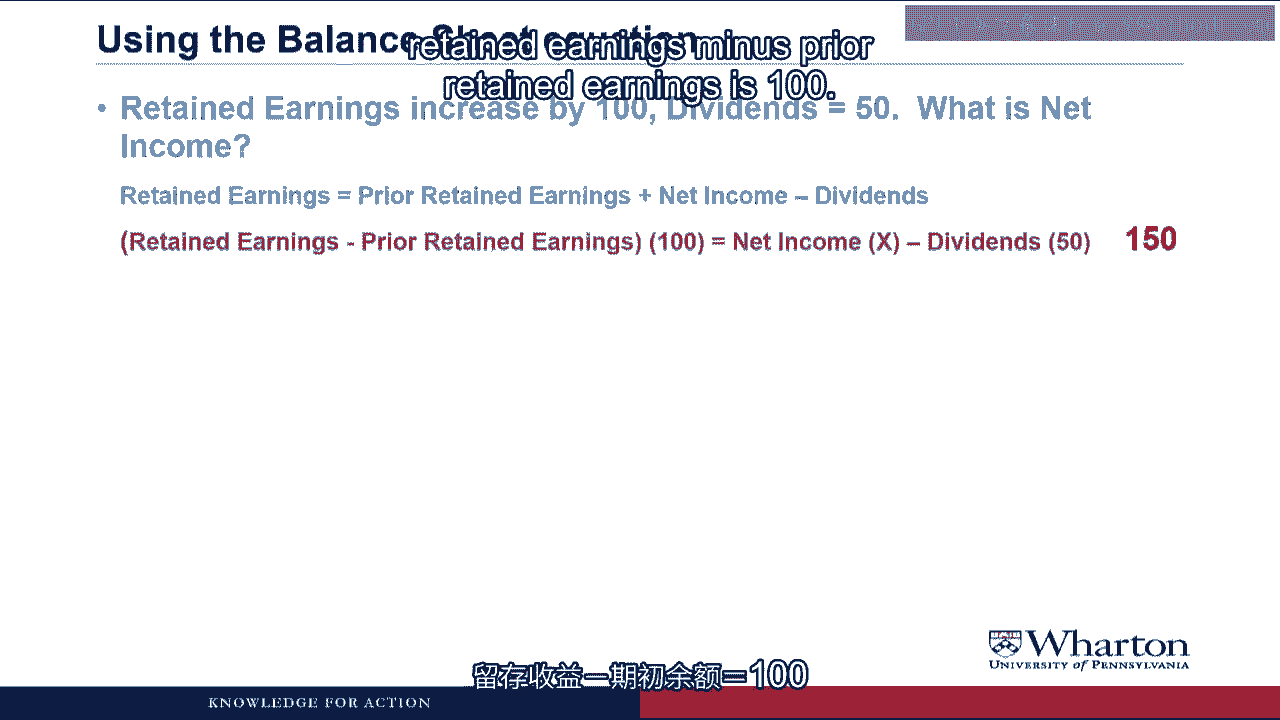 Using the Balance Sheet equation
retained earnings minus prior
retained earnings is 100.
• Retained Earnings increase by 100, Dividends = 50. What is Net
Income?
Retained Earnings = Prior Retained Earnings + Net Income – Dividends
(Retained Earnings - Prior Retained Earnings) (100) = Net Income (X) – Dividends (50) 150
Wharton
UNIVERSITY of PENNSYLVANIA
留存收益－期初余额=100
KNOWLEDGE FOR ACTION